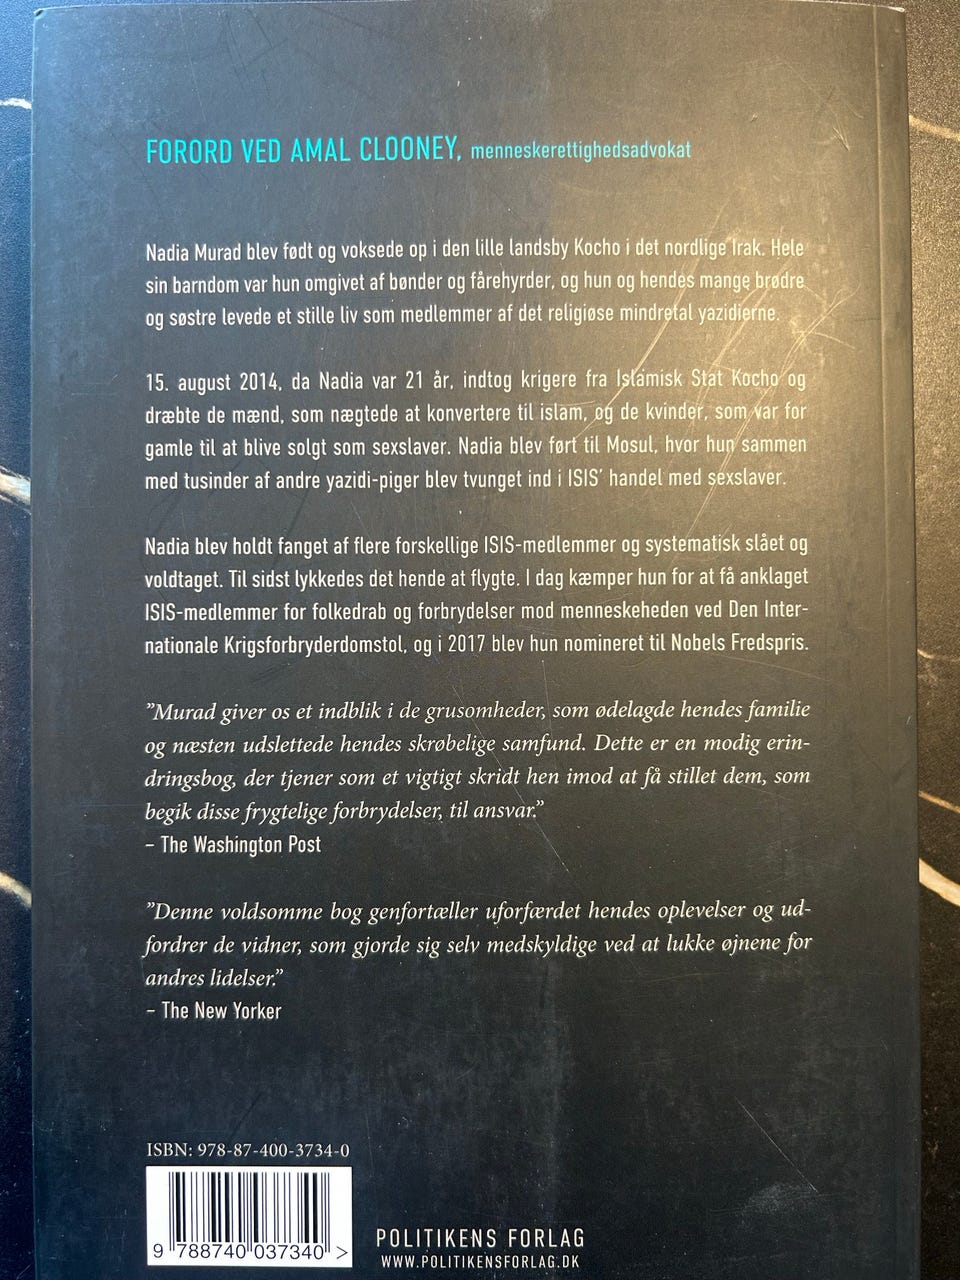 FORORD VED AMAL CLOONEY, menneskerettighedsadvokat
Nadia Murad blev født og voksede op i den lille landsby Kocho i det nordlige Irak. Hele
sin barndom var hun omgivet af bønder og fårehyrder, og hun og hendes mange brødre
og søstre levede et stille liv som medlemmer af det religiøse mindretal yazidierne.
15. august 2014, da Nadia var 21 år, indtog krigere fra Islamisk Stat Kocho og
dræbte de mænd, som nægtede at konvertere til islam, og de kvinder, som var for
gamle til at blive solgt som sexslaver. Nadia blev ført til Mosul, hvor hun sammen
med tusinder af andre yazidi-piger blev tvunget ind i ISIS’ handel med sexslaver.
Nadia blev holdt fanget af flere forskellige ISIS-medlemmer og systematisk slået og
voldtaget. Til sidst lykkedes det hende at flygte. I dag kæmper hun for at få anklaget
ISIS-medlemmer for folkedrab og forbrydelser mod menneskeheden ved Den Inter-
nationale Krigsforbryderdomstol, og i 2017 blev hun nomineret til Nobels Fredspris.
”Murad giver os et indblik i de grusomheder, som ødelagde hendes familie
og næsten udslettede hendes skrøbelige samfund. Dette er en modig erin-
dringsbog, der tjener som et vigtigt skridt hen imod at få stillet dem, som
begik disse frygtelige forbrydelser, til ansvar.”
– The Washington Post
”Denne voldsomme bog genfortæller uforfærdet hendes oplevelser og ud-
fordrer de vidner, som gjorde sig selv medskyldige ved at lukke øjnene for
andres lidelser.”
– The New Yorker
ISBN: 978-87-400-3734-0
9 788740 037340 >
POLITIKENS FORLAG
WWW.POLITIKENSFORLAG.DK